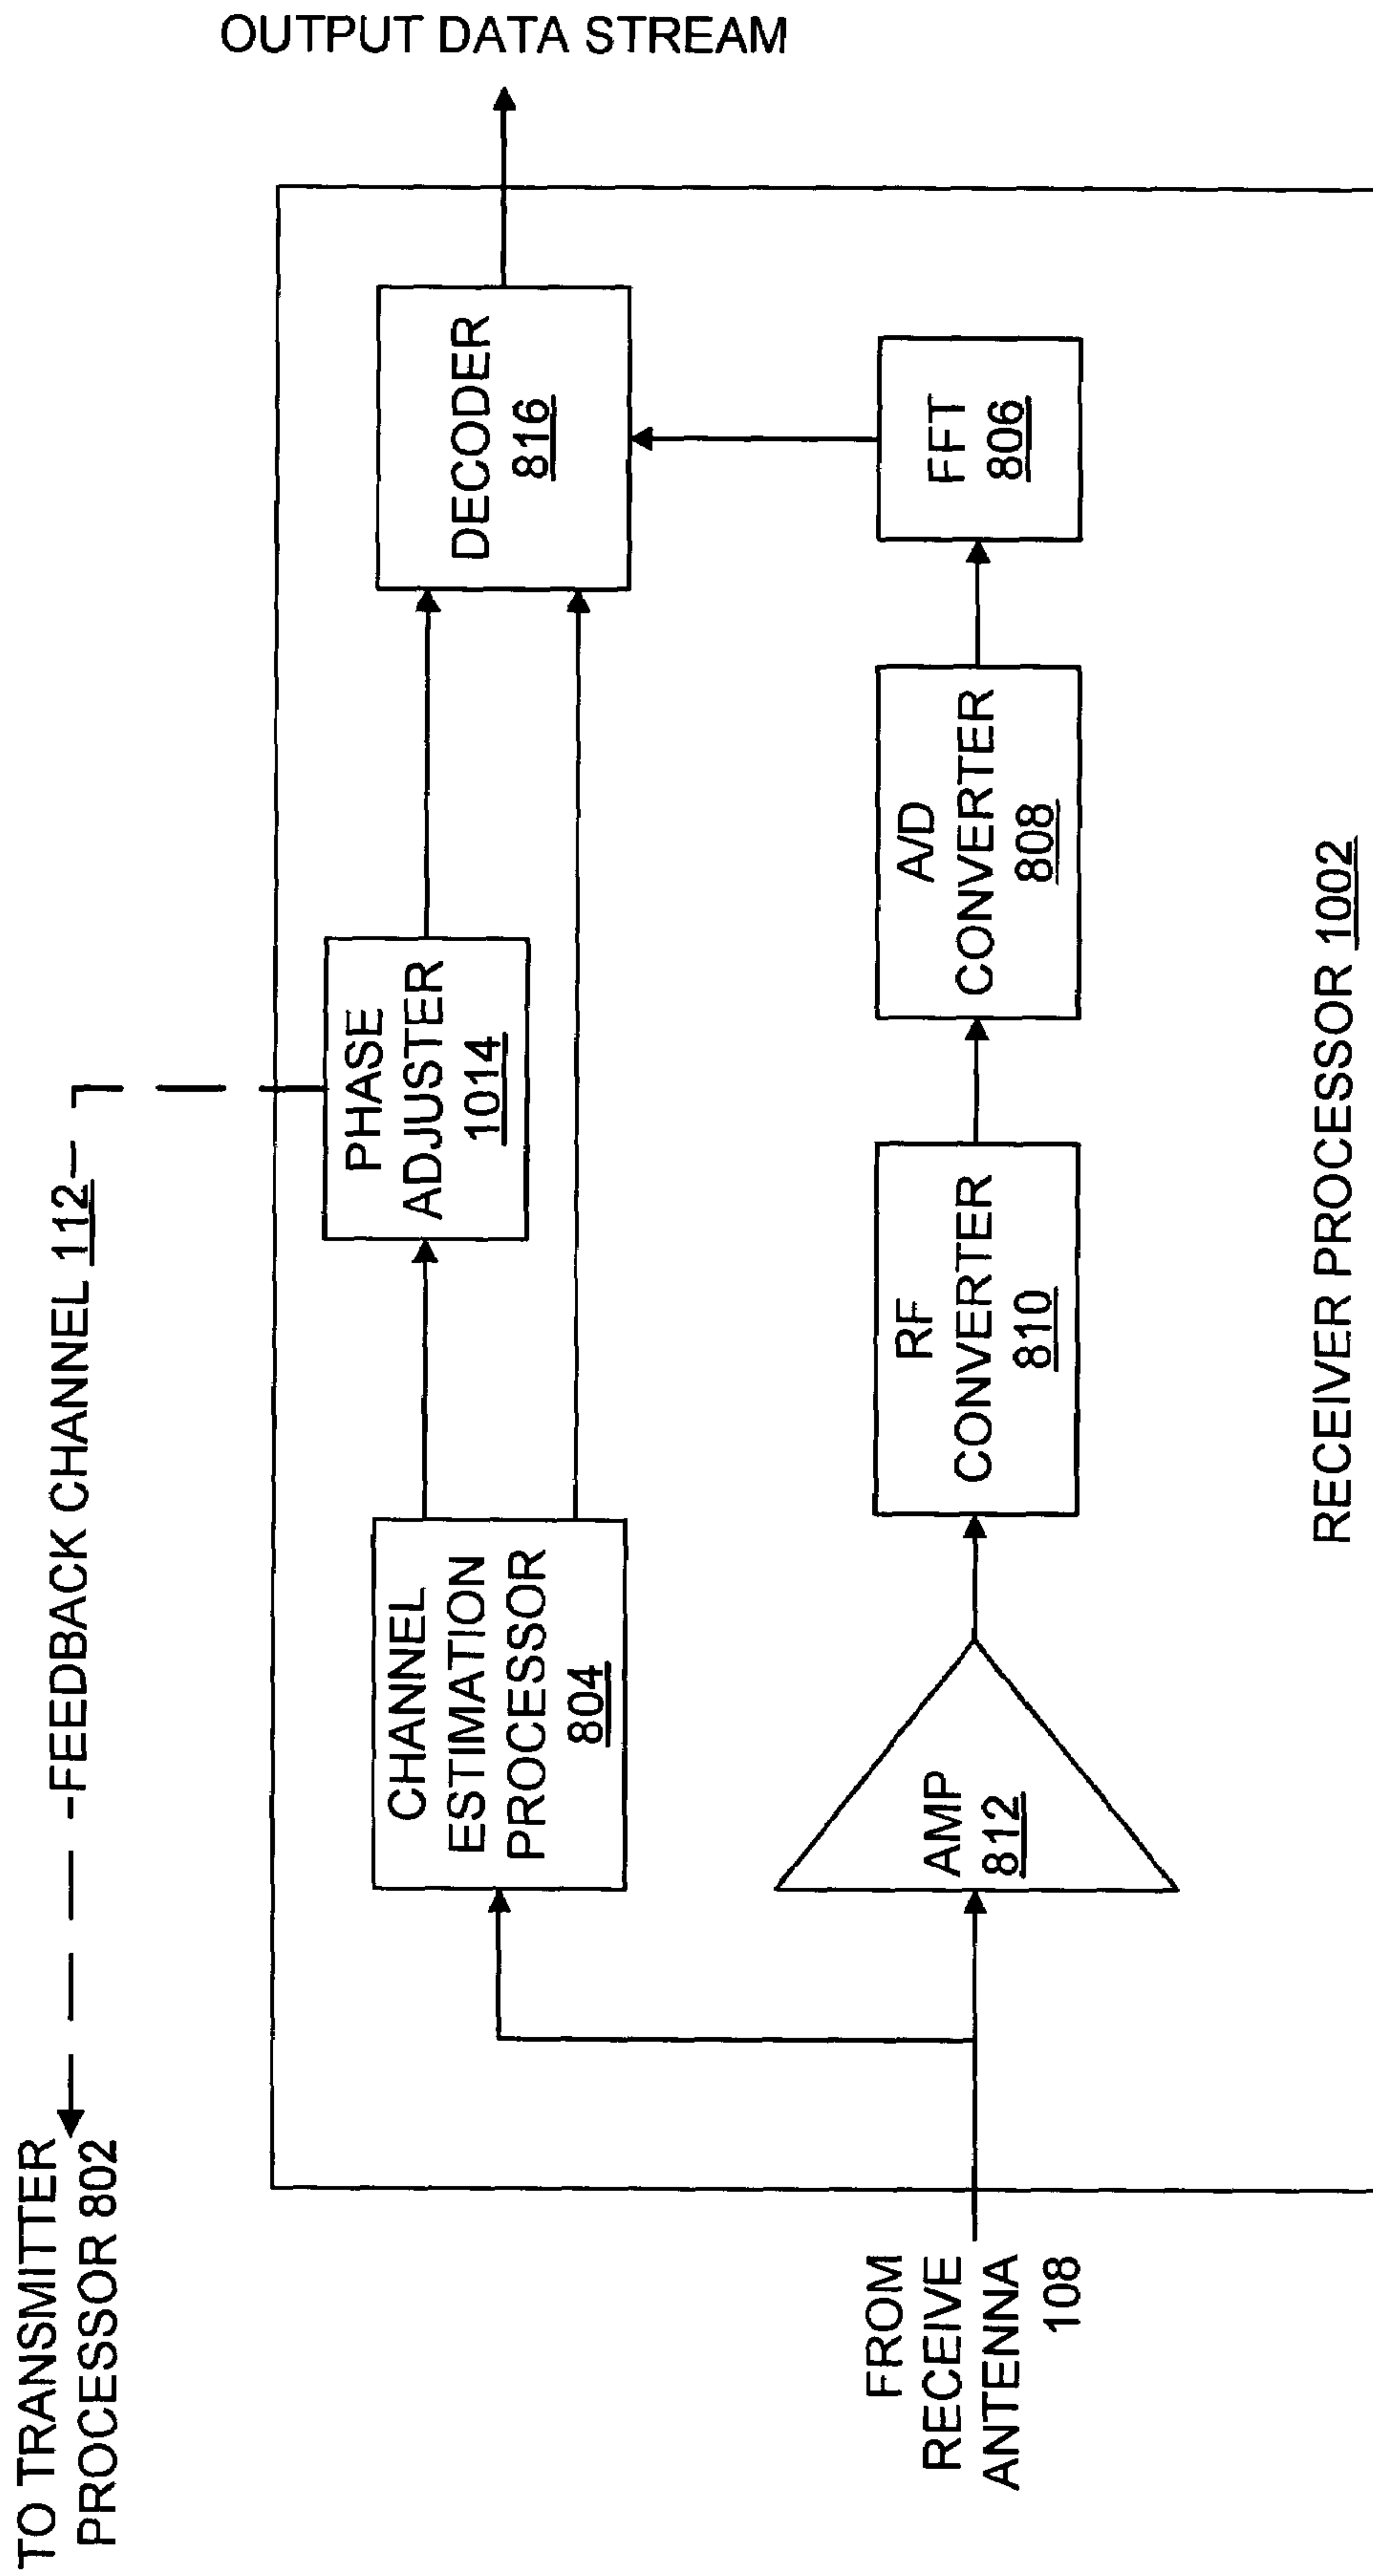 TO TRANSMITTER
PROCESSOR 802
FEEDBACK CHANNEL 112
CHANNEL
ESTIMATION
PROCESSOR
804
PHASE
ADJUSTER
1014
DECODER
816
OUTPUT DATA STREAM
FROM
RECEIVE
ANTENNA
108
AMP
812
RF
CONVERTER
810
A/D
CONVERTER
808
FFT
806
RECEIVER PROCESSOR 1002